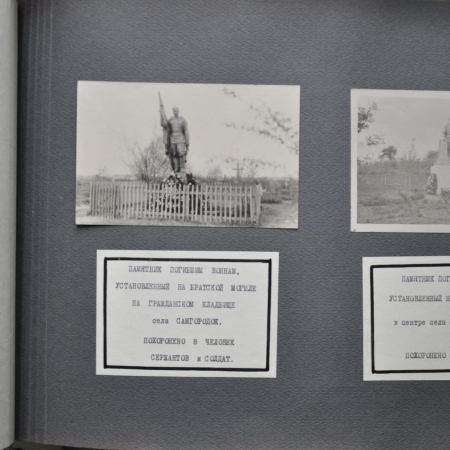 ПАМЯТНИК ПОГИБШИМ ВОИНАМ,
УСТАНОВЛЕННЫЙ НА БРАТСКОЙ МОГИЛЕ
НА ГРАЖДАНСКОМ КЛАДБИЩЕ
села САМГОРОДОК.
ПОХОРОНЕНО 8 ЧЕЛОВЕК
СЕРЖАНТОВ и СОЛДАТ.
ПАМЯТНИК ПОГ
УСТАНОВЛЕННЫЙ
в центре села
ПОХОРОНЕНО